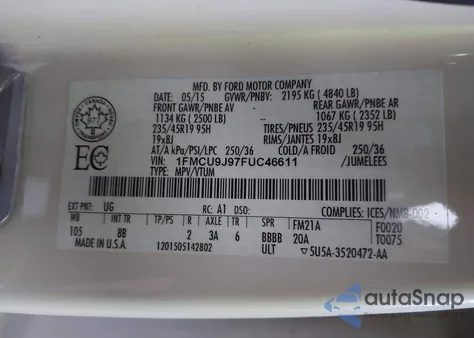 MFD. BY FORD MOTOR COMPANY
DATE: 05/15 GVWR/PNBV: 2195 KG ( 4840 LB)
FRONT GAWR/PNBE AV REAR GAWR/PNBE AR
1134 KG ( 2500 LB) 1067 KG ( 2352 LB)
235/45R19 95H TIRES/PNEUS 235/45R19 95H
19x8J RIMS/JANTES 19x8J
AT/A kPa/PSI/LPC 250/36 COLD/A FROID 250/36
VIN: 1FMCU9J97FUC46611 /JUMELEES
TYPE: MPV/VTUM
EC
EXT PNT: UG RC: A1 DSO: COMPLIES: ICES/NMB-002
WB INT TR TP/PS R AXLE TR SPR FM21A F0020
105 8B 2 3A 6 BBBB 20A T0075
MADE IN U.S.A. 1201505142802 ULT 5U5A-3520472-AA
autoSnap